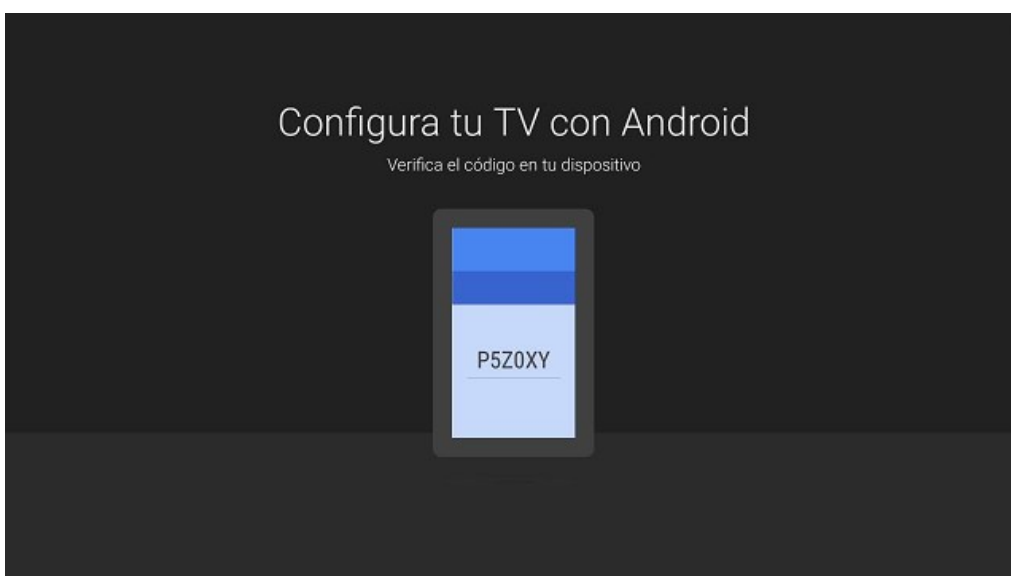 Configura tu TV con Android
Verifica el código en tu dispositivo
P5Z0XY